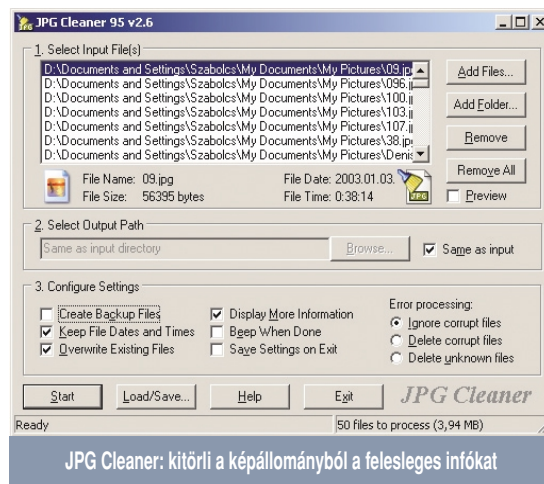 JPG Cleaner 95 v2.6
1. Select Input File(s)
D:\Documents and Settings\Szabolcs\My Documents\My Pictures\09.jp
D:\Documents and Settings\Szabolcs\My Documents\My Pictures\096.j
D:\Documents and Settings\Szabolcs\My Documents\My Pictures\100.j
D:\Documents and Settings\Szabolcs\My Documents\My Pictures\103.j
D:\Documents and Settings\Szabolcs\My Documents\My Pictures\107.j
D:\Documents and Settings\Szabolcs\My Documents\My Pictures\38.jp
D:\Documents and Settings\Szabolcs\My Documents\My Pictures\Denis
Add Files...
Add Folder...
Remove
Remove All
Preview
File Name: 09.jpg
File Date: 2003.01.03.
File Size: 56395 bytes
File Time: 0:38:14
JPG
2. Select Output Path
Same as input directory
Browse...
Same as input
3. Configure Settings
Create Backup Files
Display More Information
Error processing:
Keep File Dates and Times
Beep When Done
Ignore corrupt files
Overwrite Existing Files
Save Settings on Exit
Delete corrupt files
Delete unknown files
Start
Load/Save...
Help
Exit
JPG Cleaner
Ready
50 files to process (3,94 MB)
JPG Cleaner: kitörli a képállományból a felesleges infókat